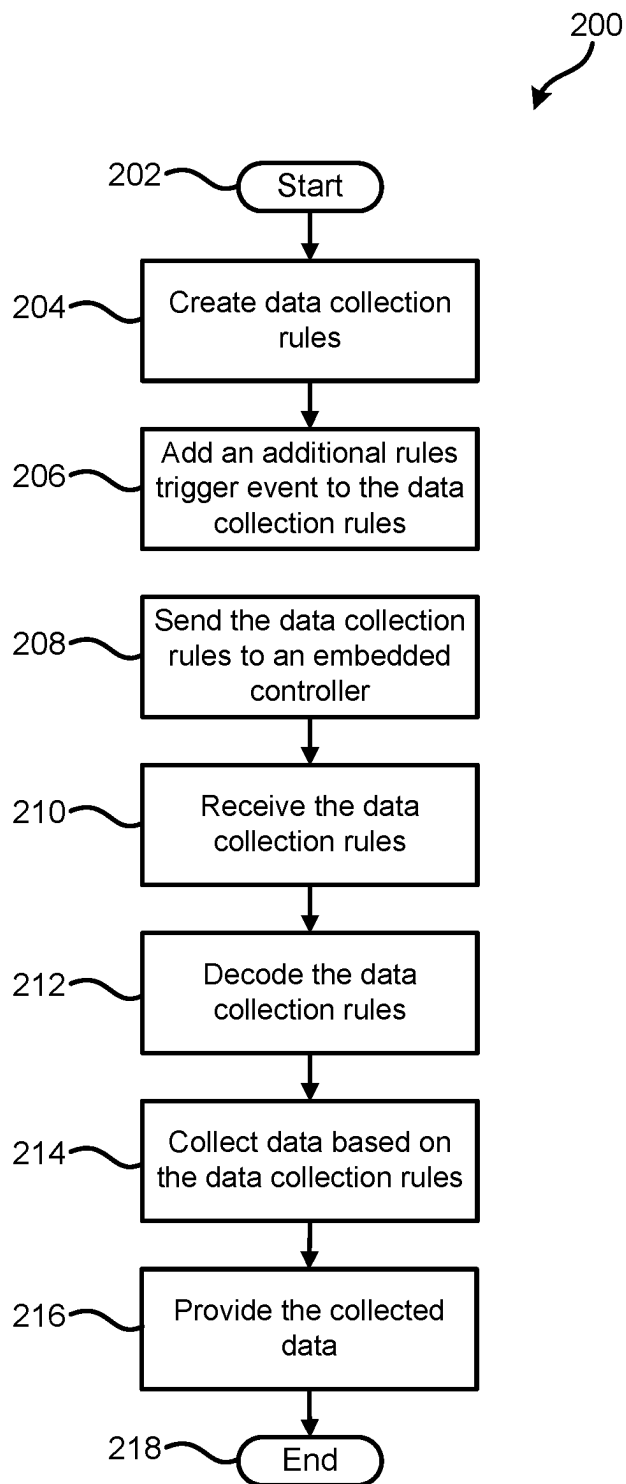 200
202
Start
204
Create data collection
rules
206
Add an additional rules
trigger event to the data
collection rules
208
Send the data collection
rules to an embedded
controller
210
Receive the data
collection rules
212
Decode the data
collection rules
214
Collect data based on
the data collection rules
216
Provide the collected
data
218
End